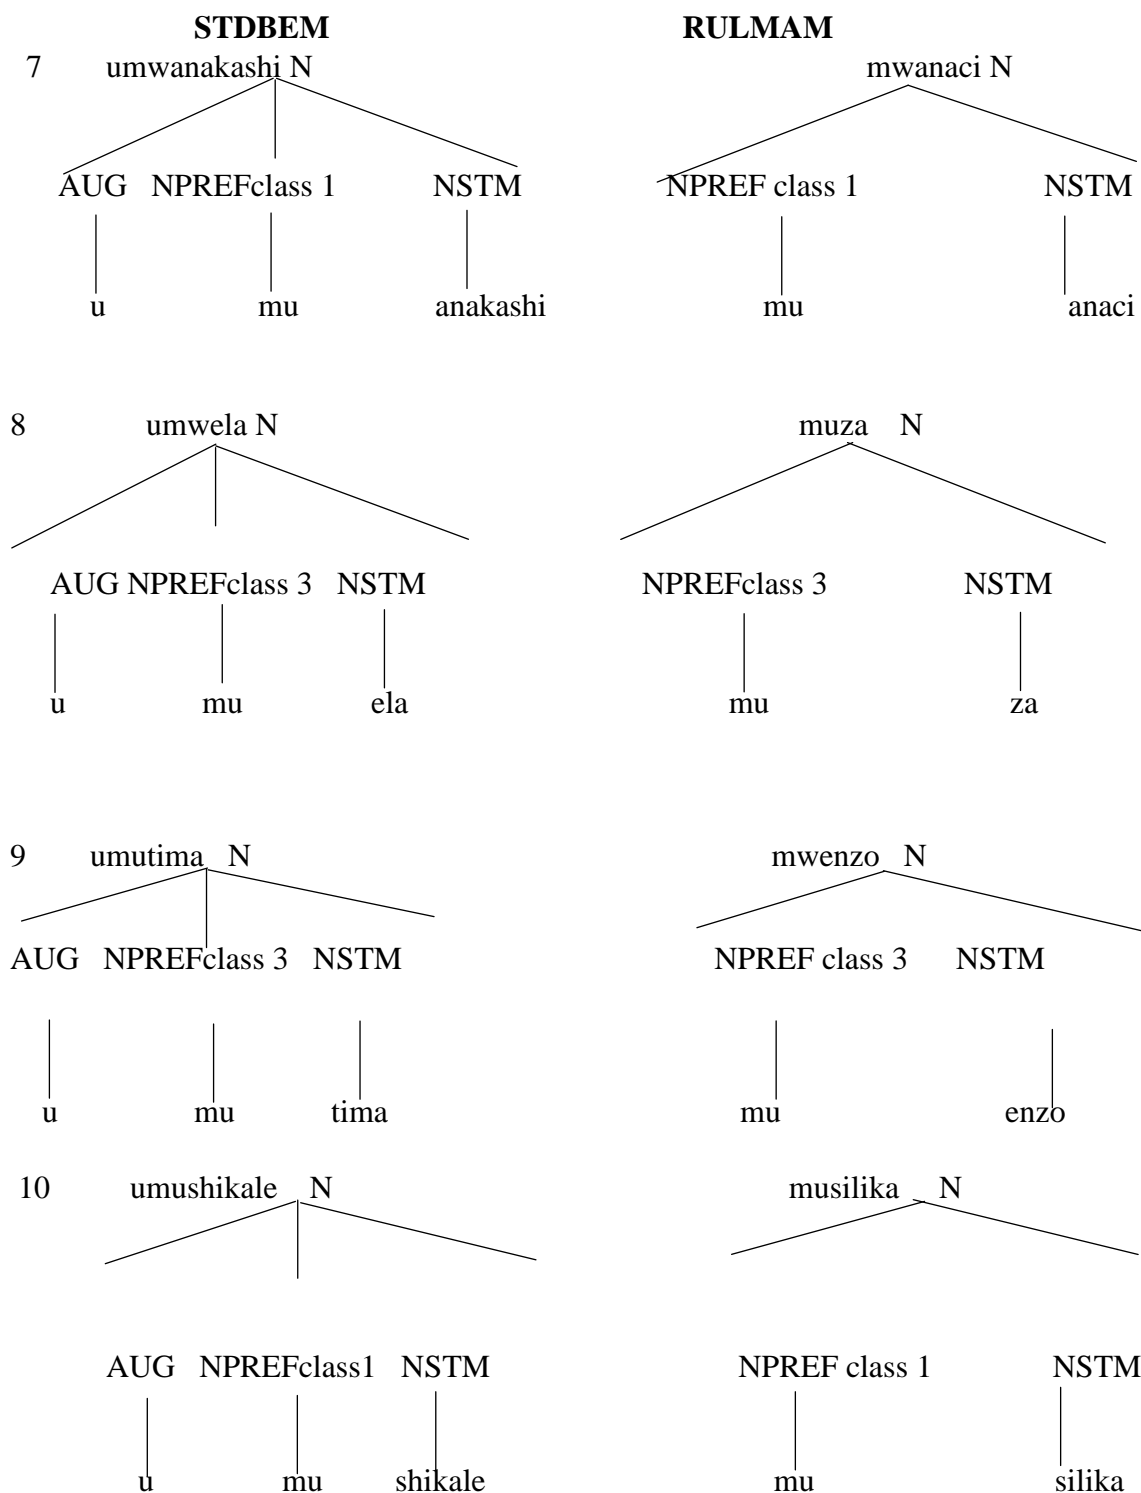 STDBEM RULMAM
7 umwanakashi N mwanaci N
AUG NPREFclass 1 NSTM NPREF class 1 NSTM
u mu anakashi mu anaci
8 umwela N muza N
AUG NPREFclass 3 NSTM NPREFclass 3 NSTM
u mu ela mu za
9 umutima N mwenzo N
AUG NPREFclass 3 NSTM NPREF class 3 NSTM
u mu tima mu enzo
10 umushikale N musilika N
AUG NPREFclass1 NSTM NPREF class 1 NSTM
u mu shikale mu silika